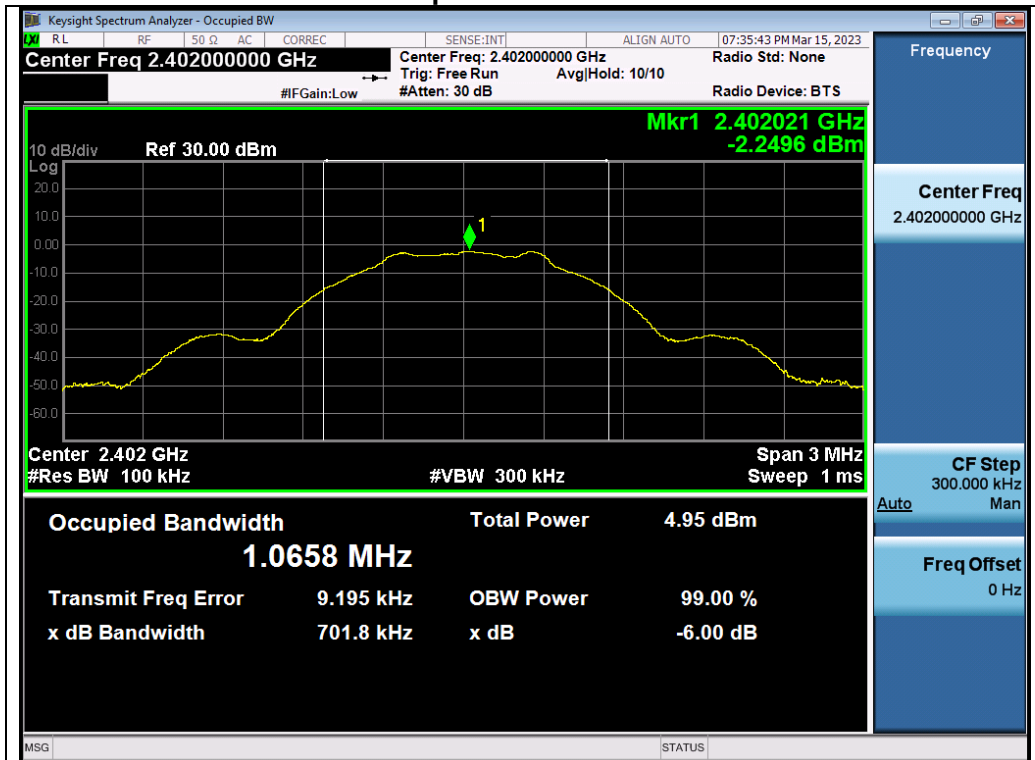 Keysight Spectrum Analyzer - Occupied BW
LXI RL RF 50 Ω AC CORREC SENSE:INT ALIGN AUTO 07:35:43 PM Mar 15, 2023
Center Freq 2.402000000 GHz
Center Freq: 2.402000000 GHz
Radio Std: None
Trig: Free Run Avg|Hold: 10/10
#IFGain:Low
#Atten: 30 dB
Radio Device: BTS
Mkr1 2.402021 GHz
-2.2496 dBm
10 dB/div Ref 30.00 dBm
Log
20.0
10.0
0.00
-10.0
-20.0
-30.0
-40.0
-50.0
-60.0
1
Center 2.402 GHz Span 3 MHz
#Res BW 100 kHz #VBW 300 kHz Sweep 1 ms
Occupied Bandwidth
1.0658 MHz
Total Power 4.95 dBm
Transmit Freq Error 9.195 kHz OBW Power 99.00 %
x dB Bandwidth 701.8 kHz x dB -6.00 dB
Frequency
Center Freq
2.402000000 GHz
CF Step
300.000 kHz
Auto Man
Freq Offset
0 Hz
MSG STATUS